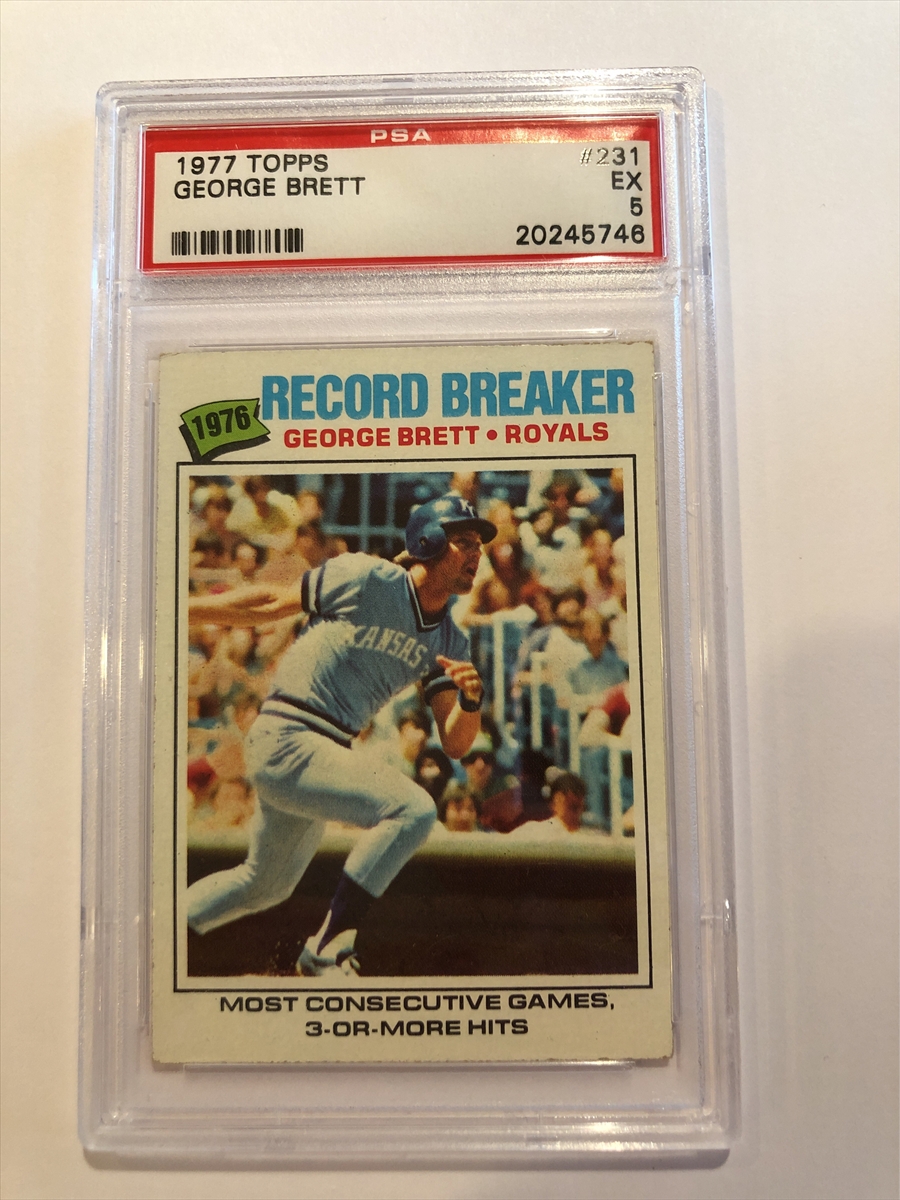 PSA
1977 TOPPS #231
GEORGE BRETT EX
5
20245746
1976
RECORD BREAKER
GEORGE BRETT • ROYALS
KC
KANSAS
MOST CONSECUTIVE GAMES,
3-OR-MORE HITS